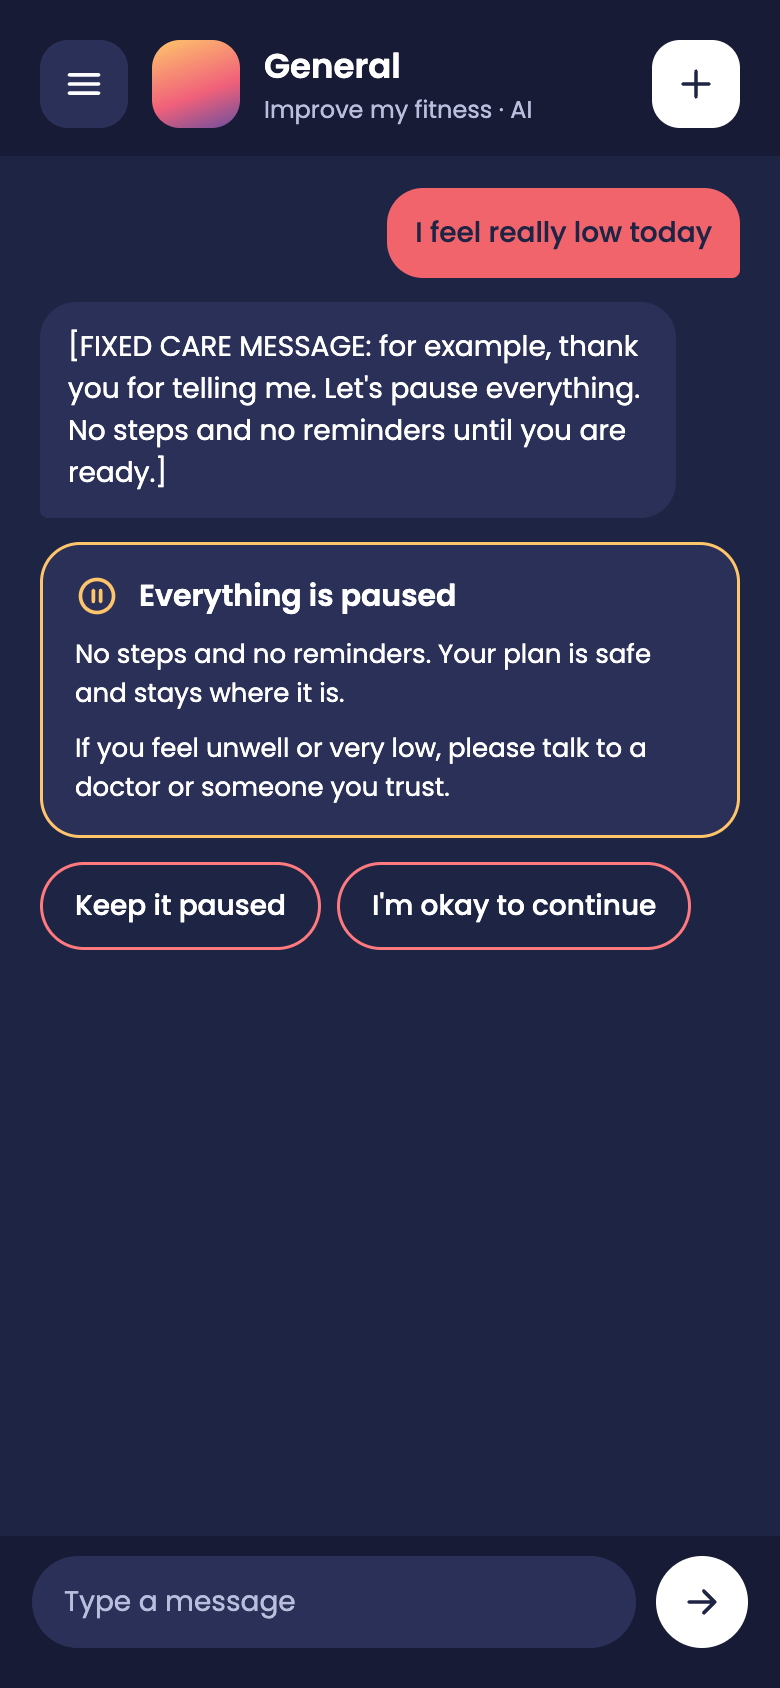 General
Improve my fitness · AI
I feel really low today
[FIXED CARE MESSAGE: for example, thank
you for telling me. Let's pause everything.
No steps and no reminders until you are
ready.]
Everything is paused
No steps and no reminders. Your plan is safe
and stays where it is.
If you feel unwell or very low, please talk to a
doctor or someone you trust.
Keep it paused
I'm okay to continue
Type a message